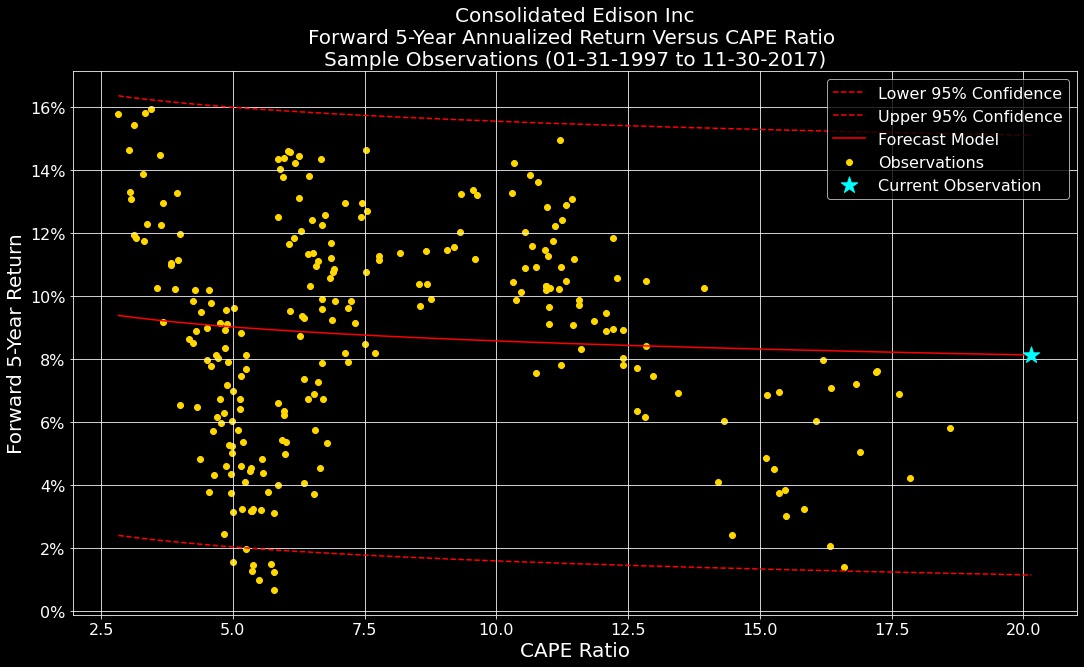 Consolidated Edison Inc
Forward 5-Year Annualized Return Versus CAPE Ratio
Sample Observations (01-31-1997 to 11-30-2017)
Lower 95% Confidence
Upper 95% Confidence
Forecast Model
Observations
Current Observation
Forward 5-Year Return
16%
14%
12%
10%
8%
6%
4%
2%
0%
2.5 5.0 7.5 10.0 12.5 15.0 17.5 20.0
CAPE Ratio